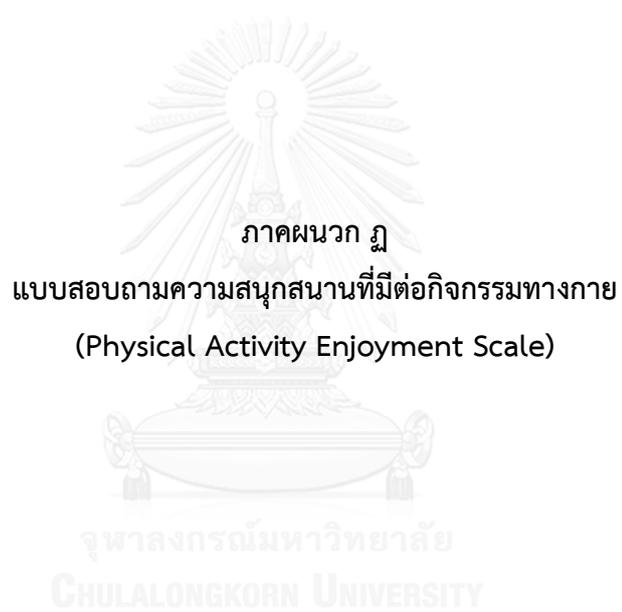 ภาคผนวก ฏ
แบบสอบถามความสนุกสนานที่มีต่อกิจกรรมทางกาย
(Physical Activity Enjoyment Scale)
จุฬาลงกรณ์มหาวิทยาลัย
CHULALONGKORN UNIVERSITY